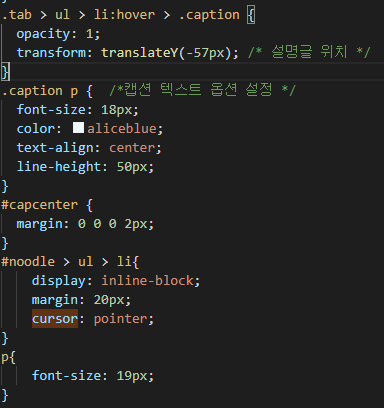 .tab > ul > li:hover > .caption {
opacity: 1;
transform: translateY(-57px); /* 설명글 위치 */
}
.caption p { /*캡션 텍스트 옵션 설정 */
font-size: 18px;
color: aliceblue;
text-align: center;
line-height: 50px;
}
#capcenter {
margin: 0 0 0 2px;
}
#noodle > ul > li{
display: inline-block;
margin: 20px;
cursor: pointer;
}
p{
font-size: 19px;
}